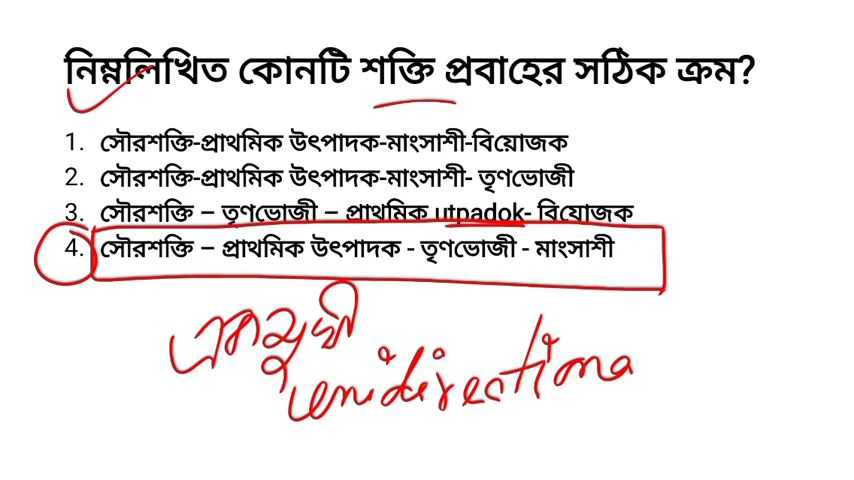 নিম্নলিখিত কোনটি শক্তি প্রবাহের সঠিক ক্রম?
1. সৌরশক্তি-প্রাথমিক উৎপাদক-মাংসাশী-বিয়োজক
2. সৌরশক্তি-প্রাথমিক উৎপাদক-মাংসাশী- তৃণভোজী
3. সৌরশক্তি – তৃণভোজী – প্রাথমিক utpadok- বিযোজক
4. সৌরশক্তি – প্রাথমিক উৎপাদক - তৃণভোজী - মাংসাশী
একমুখী
unidirectiona